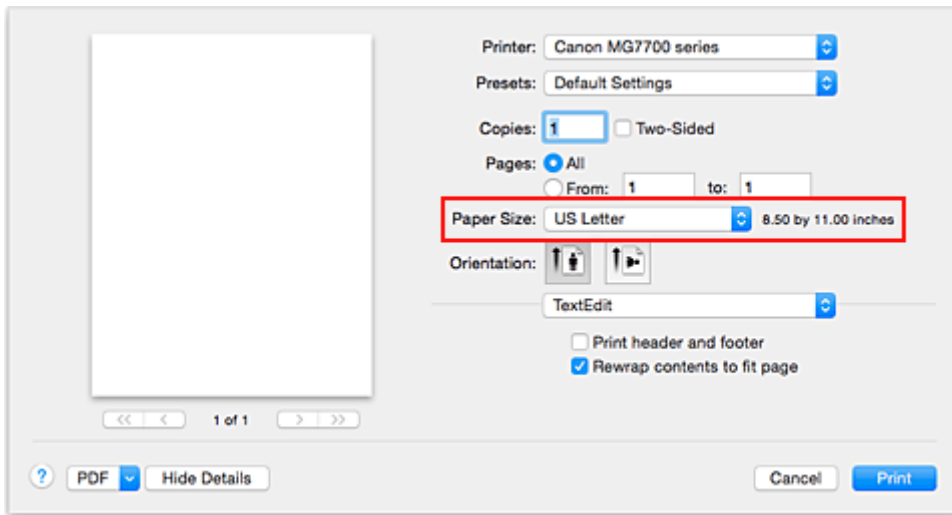 Printer: Canon MG7700 series
Presets: Default Settings
Copies: 1 Two-Sided
Pages: All
From: 1 to: 1
Paper Size: US Letter 8.50 by 11.00 inches
Orientation:
TextEdit
Print header and footer
Rewrap contents to fit page
<< < 1 of 1 > >>
? PDF Hide Details Cancel Print